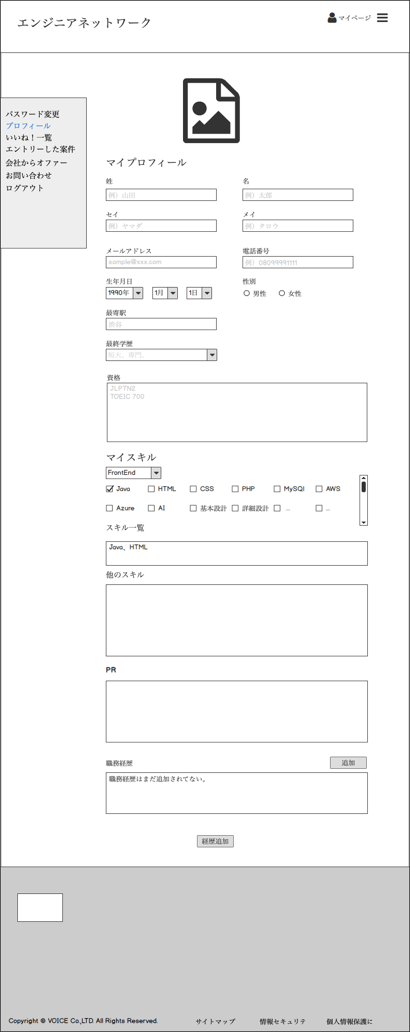 エンジニアネットワーク
マイページ
パスワード変更
プロフィール
いいね！一覧
エントリーした案件
会社からオファー
お問い合わせ
ログアウト
マイプロフィール
姓 名
例）山田 例）太郎
セイ メイ
例）ヤマダ 例）タロウ
メールアドレス 電話番号
sample@xxx.com 例）08099991111
生年月日 性別
1990年 1月 1日 男性 女性
最寄駅
渋谷
最終学歴
短大，専門，
資格
JLPTN2
TOEIC 700
マイスキル
FrontEnd
Java HTML CSS PHP MySQl AWS
Azure AI 基本設計 詳細設計 ... ...
スキル一覧
Java，HTML
他のスキル
PR
職務経歴 追加
職務経歴はまだ追加されてない。
経歴追加
Copyright © VOICE Co.,LTD. All Rights Reserved. サイトマップ 情報セキュリテ 個人情報保護に